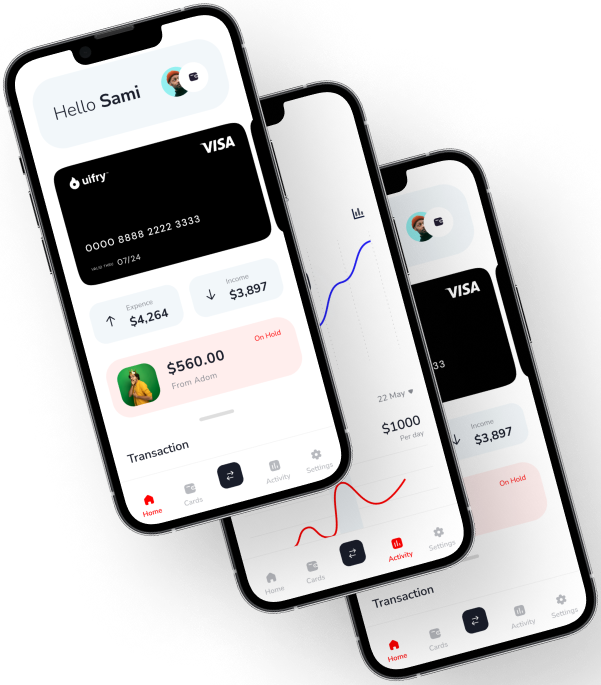 Hello Sami
uifry
VISA
0000 8888 2222 3333
VALID THRU 07/24
Expence
$4,264
Income
$3,897
$560.00
From Adom
On Hold
Transaction
Home
Cards
Activity
Settings
22 May
$1000
Per day
Home
Cards
Activity
Settings
VISA
33
Income
$3,897
On Hold
Transaction
Home
Cards
Activity
Settings